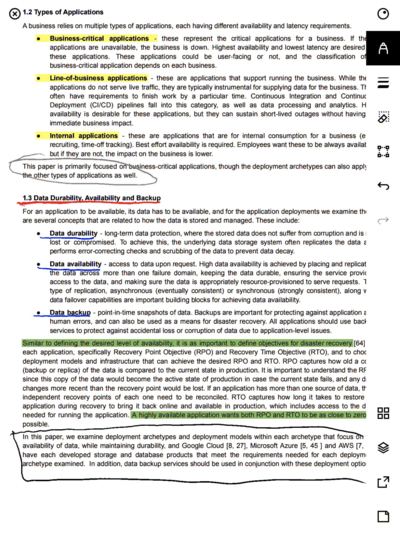 1.2 Types of Applications
A business relies on multiple types of applications, each having different availability and latency requirements.
● Business-critical applications - these represent the critical applications for a business. If the
applications are unavailable, the business is down. Highest availability and lowest latency are desired
these applications. These applications could be user-facing or not, and the classification of
business-critical application depends on each business.
● Line-of-business applications - these are applications that support running the business. While the
applications do not serve live traffic, they are typically instrumental for supplying data for the business. Th
often have requirements to finish work by a particular time. Continuous Integration and Continuou
Deployment (CI/CD) pipelines fall into this category, as well as data processing and analytics. H
availability is desirable for these applications, but they can sustain short-lived outages without having
immediate business impact.
● Internal applications - these are applications that are for internal consumption for a business (e
recruiting, time-off tracking). Best effort availability is required. Employees want these to be always availab
but if they are not, the impact on the business is lower.
This paper is primarily focused on business-critical applications, though the deployment archetypes can also appl
the other types of applications as well.
1.3 Data Durability, Availability and Backup
For an application to be available, its data has to be available, and for the application deployments we examine th
are several concepts that are related to how the data is stored and managed. These include:
● Data durability - long-term data protection, where the stored data does not suffer from corruption and is
lost or compromised. To achieve this, the underlying data storage system often replicates the data a
performs error-correcting checks and scrubbing of the data to prevent data decay.
● Data availability - access to data upon request. High data availability is achieved by placing and replicat
the data across more than one failure domain, keeping the data durable, ensuring the service provi
access to the data, and making sure the data is appropriately resource-provisioned to serve requests. T
type of replication, asynchronous (eventually consistent) or synchronous (strongly consistent), along w
data failover capabilities are important building blocks for achieving data availability.
● Data backup - point-in-time snapshots of data. Backups are important for protecting against application a
human errors, and can also be used as a means for disaster recovery. All applications should use back
services to protect against accidental loss or corruption of data due to application-level issues.
Similar to defining the desired level of availability, it is as important to define objectives for disaster recovery [64]
each application, specifically Recovery Point Objective (RPO) and Recovery Time Objective (RTO), and to choo
deployment models and infrastructure that can achieve the desired RPO and RTO. RPO captures how old a co
(backup or replica) of the data is compared to the current state in production. It is important to understand the RP
since this copy of the data would become the active state of production in case the current state fails, and any d
changes more recent than the recovery point would be lost. If an application has more than one source of data, th
independent recovery points of each one need to be reconciled. RTO captures how long it takes to restore
application during recovery to bring it back online and available in production, which includes access to the d
needed for running the application. A highly available application wants both RPO and RTO to be as close to zero
possible.
In this paper, we examine deployment archetypes and deployment models within each archetype that focus on
availability of data, while maintaining durability, and Google Cloud [8, 27], Microsoft Azure [5, 45 ] and AWS [7,
have each developed storage and database products that meet the requirements needed for each deploym
archetype examined. In addition, data backup services should be used in conjunction with these deployment optio